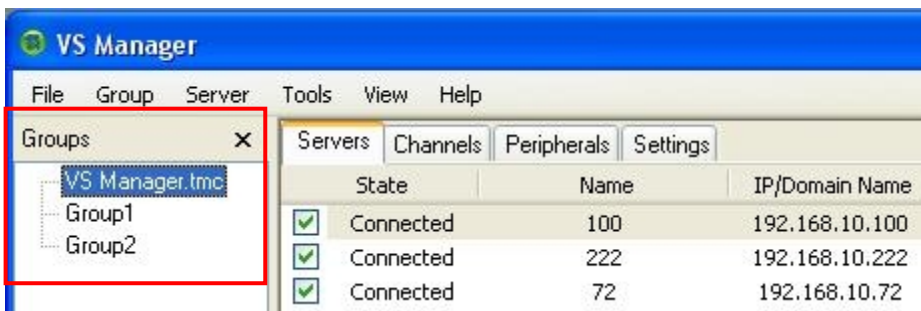 VS Manager
File Group Server Tools View Help
Groups
VS Manager.tmc
Group1
Group2
Servers Channels Peripherals Settings
State Name IP/Domain Name
Connected 100 192.168.10.100
Connected 222 192.168.10.222
Connected 72 192.168.10.72